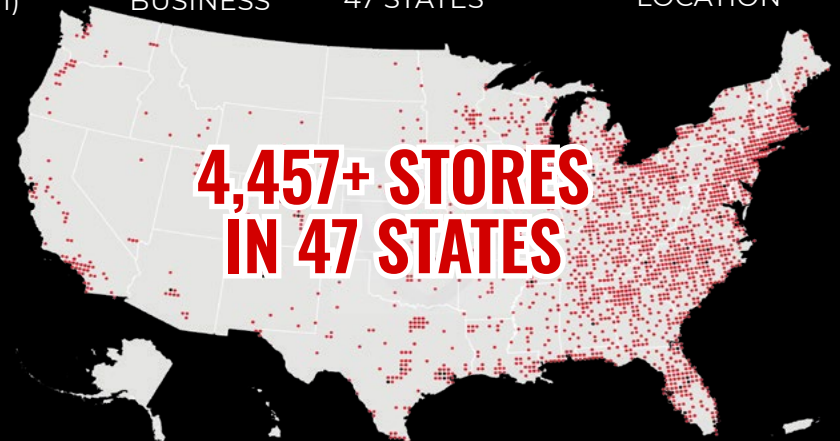 BUSINESS
47 STATES
LOCATION
4,457+ STORES
IN 47 STATES